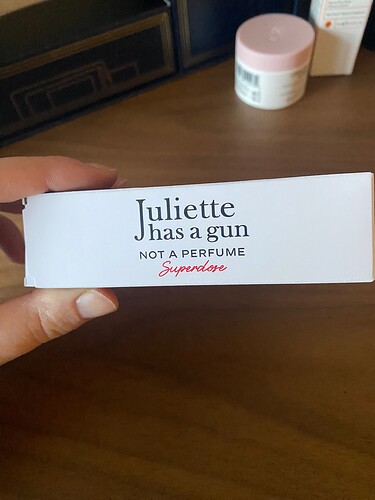 Juliette
has a gun
NOT A PERFUME
Superdose